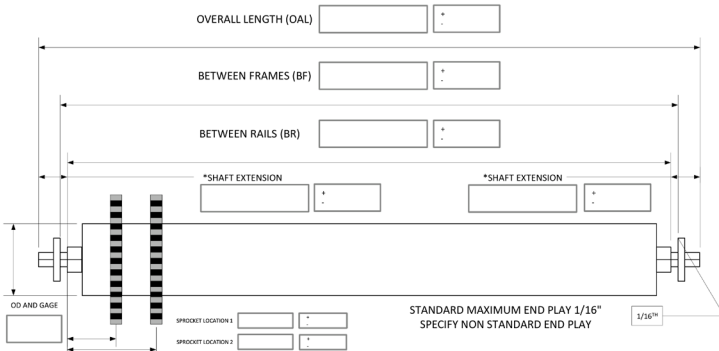 OVERALL LENGTH (OAL)
+
-
BETWEEN FRAMES (BF)
+
-
BETWEEN RAILS (BR)
+
-
*SHAFT EXTENSION
+
-
*SHAFT EXTENSION
+
-
OD AND GAGE
STANDARD MAXIMUM END PLAY 1/16"
SPECIFY NON STANDARD END PLAY
1/16TH
SPROCKET LOCATION 1
+
-
SPROCKET LOCATION 2
+
-